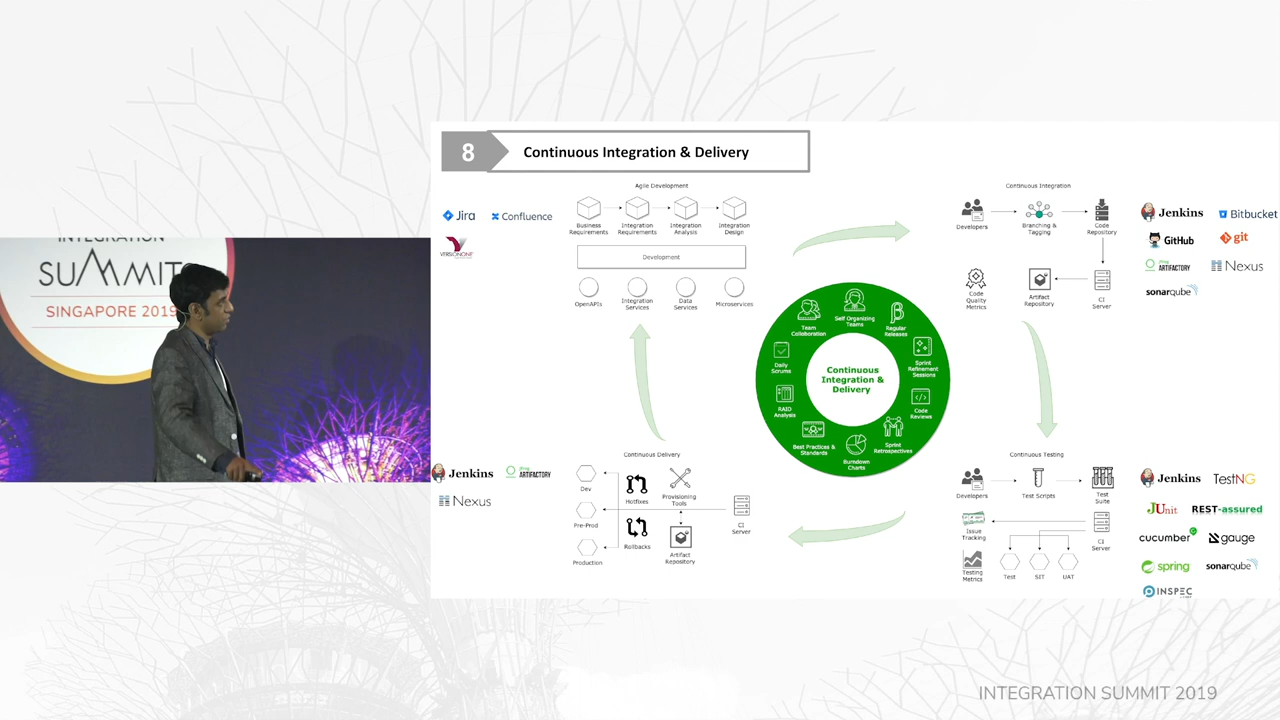 8
Continuous Integration & Delivery
Agile Development
Jira
Confluence
VERSIONONE
Business
Requirements
Integration
Requirements
Integration
Analysis
Integration
Design
Development
OpenAPIs
Integration
Services
Data
Services
Microservices
Continuous Integration
Developers
Branching &
Tagging
Code
Repository
Code
Quality
Metrics
Artifact
Repository
CI
Server
Jenkins
Bitbucket
GitHub
git
ARTIFACTORY
Nexus
sonarqube
INTEGRATION
SUMMIT
SINGAPORE 2019
Team
Collaboration
Self Organizing
Teams
Regular
Releases
Daily
Scrums
Sprint
Refinement
Sessions
RAID
Analysis
Code
Reviews
Best Practices &
Standards
Burndown
Charts
Sprint
Retrospectives
Continuous
Integration &
Delivery
Continuous Delivery
Jenkins
ARTIFACTORY
Nexus
Dev
Pre-Prod
Production
Hotfixes
Rollbacks
Provisioning
Tools
Artifact
Repository
CI
Server
Continuous Testing
Developers
Test Scripts
Test
Suite
Issue
Tracking
CI
Server
Testing
Metrics
Test
SIT
UAT
Jenkins
TestNG
JUnit
REST-assured
cucumber
gauge
spring
sonarqube
INSPEC
INTEGRATION SUMMIT 2019